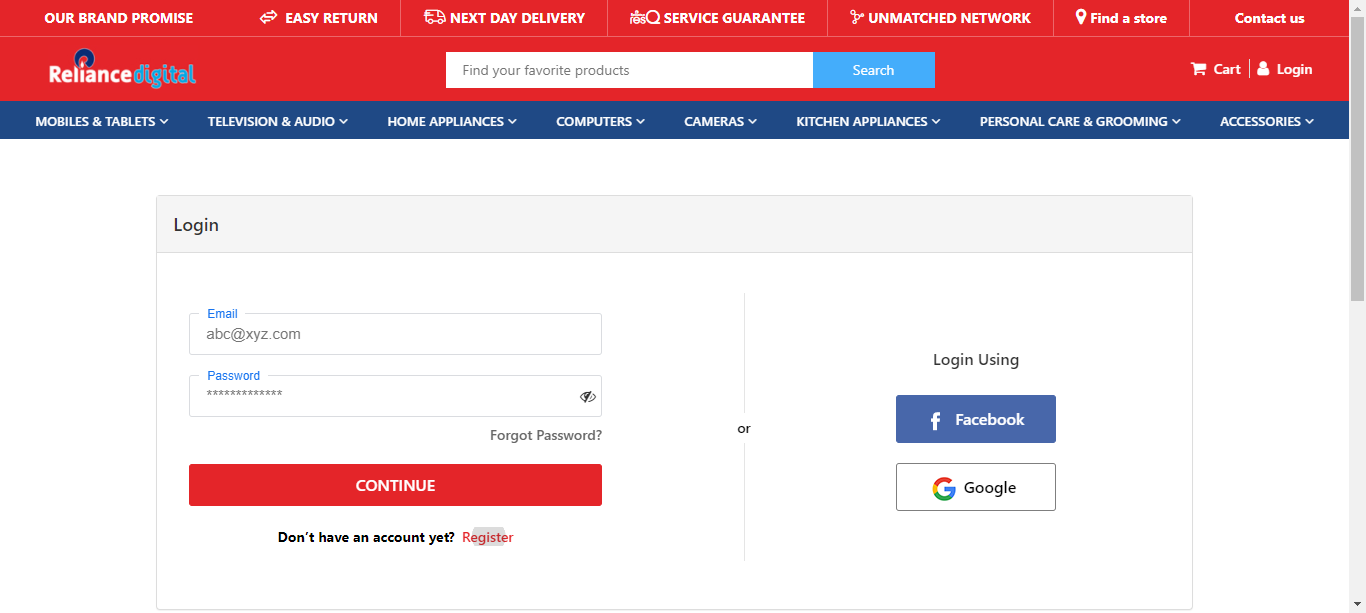 OUR BRAND PROMISE EASY RETURN NEXT DAY DELIVERY resQ SERVICE GUARANTEE UNMATCHED NETWORK Find a store Contact us
Reliance digital Find your favorite products Search Cart Login
MOBILES & TABLETS TELEVISION & AUDIO HOME APPLIANCES COMPUTERS CAMERAS KITCHEN APPLIANCES PERSONAL CARE & GROOMING ACCESSORIES
Login
Email
abc@xyz.com
Password
*************
Forgot Password?
CONTINUE
Don't have an account yet? Register
or
Login Using
Facebook
Google